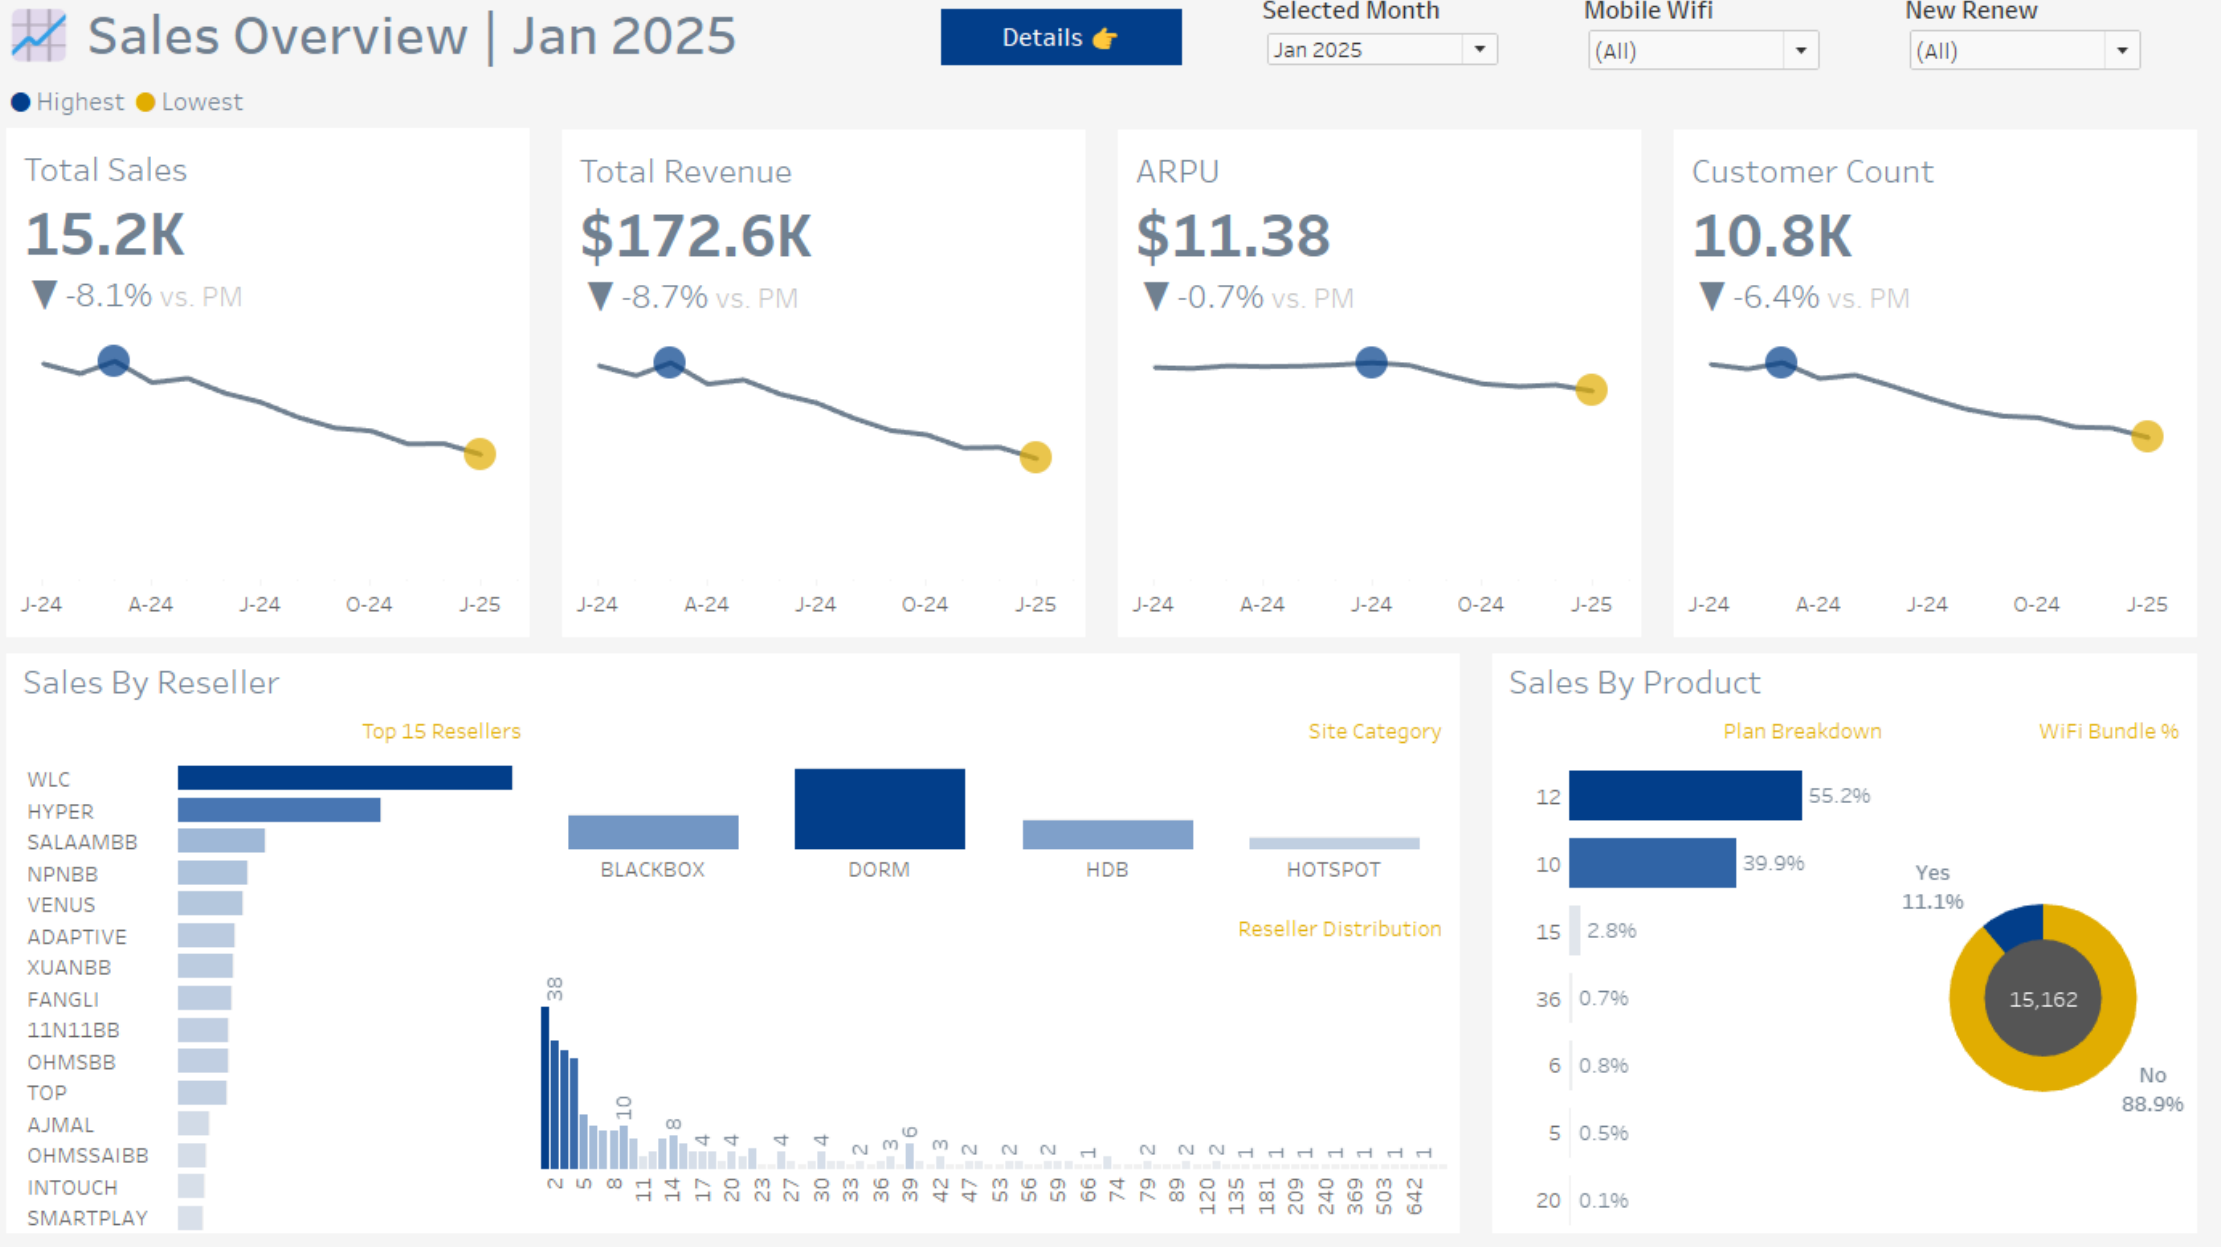 Sales Overview | Jan 2025
Details
Selected Month
Jan 2025
Mobile Wifi
(All)
New Renew
(All)
Highest Lowest
Total Sales
15.2K
▼ -8.1% vs. PM
J-24 A-24 J-24 O-24 J-25
Total Revenue
$172.6K
▼ -8.7% vs. PM
J-24 A-24 J-24 O-24 J-25
ARPU
$11.38
▼ -0.7% vs. PM
J-24 A-24 J-24 O-24 J-25
Customer Count
10.8K
▼ -6.4% vs. PM
J-24 A-24 J-24 O-24 J-25
Sales By Reseller
Top 15 Resellers
WLC
HYPER
SALAAMBB
NPNBB
VENUS
ADAPTIVE
XUANBB
FANGLI
11N11BB
OHMSBB
TOP
AJMAL
OHMSSAIBB
INTOUCH
SMARTPLAY
Site Category
BLACKBOX DORM HDB HOTSPOT
Reseller Distribution
38 10 8 4 4 4 4 2 3 6 3 2 2 2 1 2 2 2 1 1 1 1 1 1 1
2 5 8 11 14 17 20 23 27 30 33 36 39 42 47 53 56 59 66 74 79 89 120 135 181 209 240 369 503 642
Sales By Product
Plan Breakdown
12 55.2%
10 39.9%
15 2.8%
36 0.7%
6 0.8%
5 0.5%
20 0.1%
WiFi Bundle %
Yes
11.1%
15,162
No
88.9%